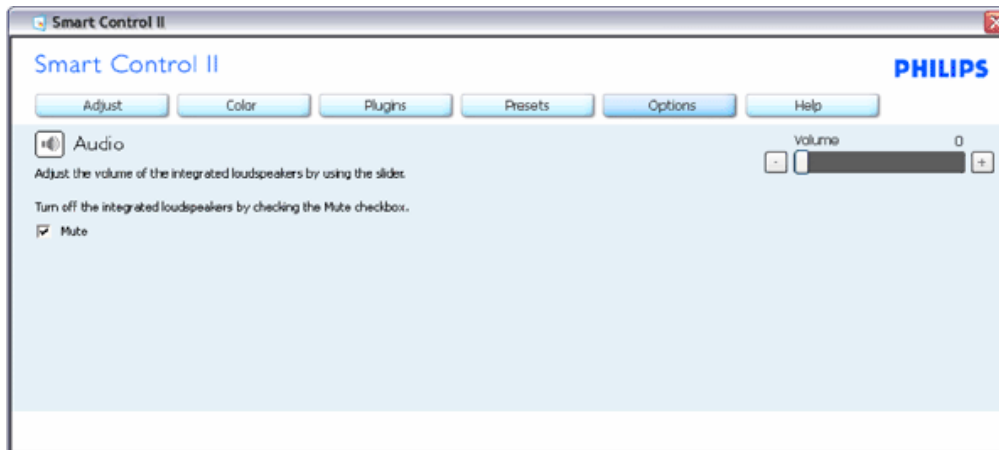 Smart Control II
Smart Control II
PHILIPS
Adjust Color Plugins Presets Options Help
Audio
Volume 0
- +
Adjust the volume of the integrated loudspeakers by using the slider.
Turn off the integrated loudspeakers by checking the Mute checkbox.
Mute